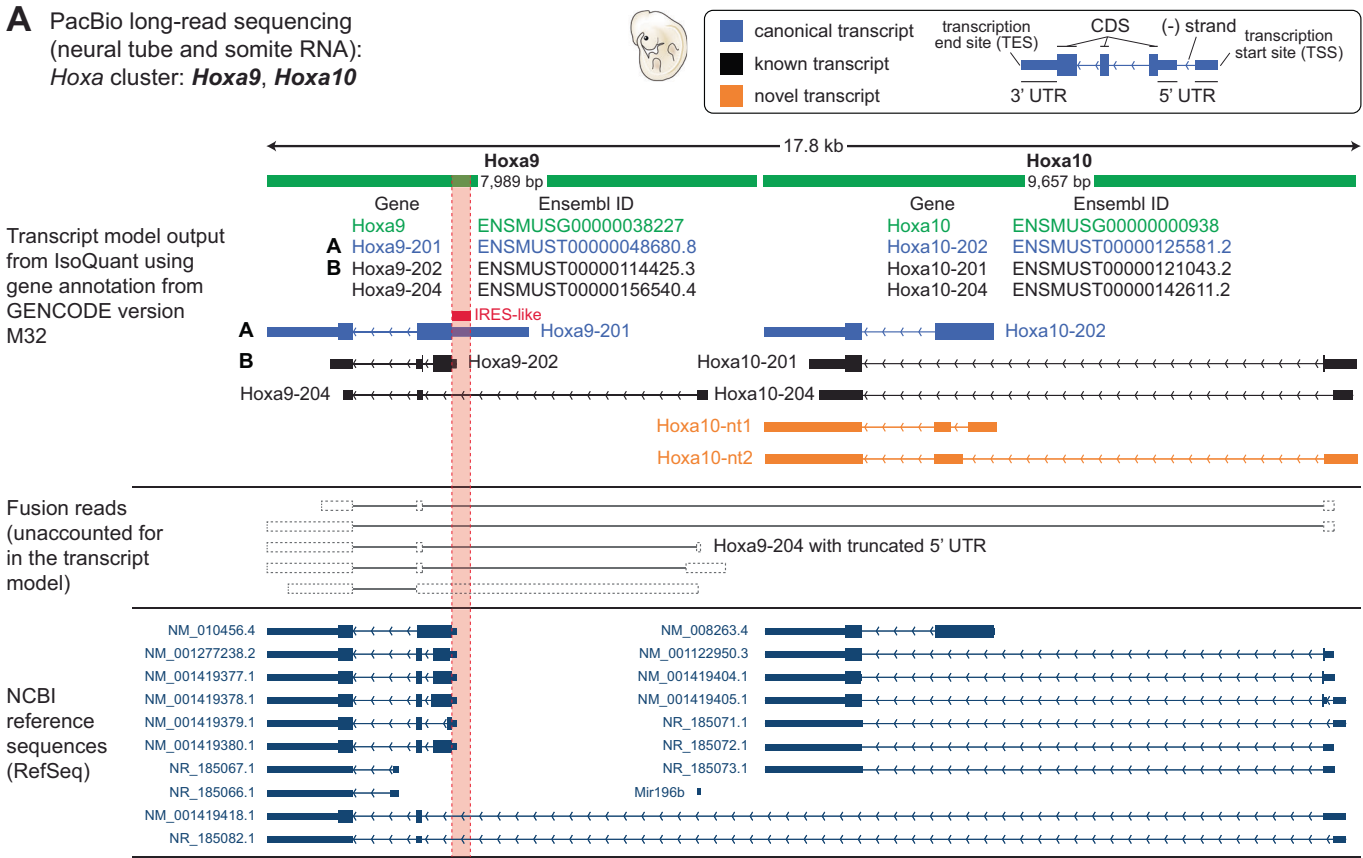 A PacBio long-read sequencing
(neural tube and somite RNA):
Hoxa cluster: Hoxa9, Hoxa10
canonical transcript
known transcript
novel transcript
transcription
end site (TES)
CDS
(-) strand
transcription
start site (TSS)
3' UTR
5' UTR
17.8 kb
Hoxa9
7,989 bp
Hoxa10
9,657 bp
Transcript model output
from IsoQuant using
gene annotation from
GENCODE version
M32
Gene Ensembl ID
Hoxa9 ENSMUSG00000038227
A Hoxa9-201 ENSMUST00000048680.8
B Hoxa9-202 ENSMUST00000114425.3
Hoxa9-204 ENSMUST00000156540.4
Gene Ensembl ID
Hoxa10 ENSMUSG00000000938
Hoxa10-202 ENSMUST00000125581.2
Hoxa10-201 ENSMUST00000121043.2
Hoxa10-204 ENSMUST00000142611.2
IRES-like
A Hoxa9-201 Hoxa10-202
B Hoxa9-202 Hoxa10-201
Hoxa9-204 Hoxa10-204
Hoxa10-nt1
Hoxa10-nt2
Fusion reads
(unaccounted for
in the transcript
model)
Hoxa9-204 with truncated 5' UTR
NCBI
reference
sequences
(RefSeq)
NM_010456.4 NM_008263.4
NM_001277238.2 NM_001122950.3
NM_001419377.1 NM_001419404.1
NM_001419378.1 NM_001419405.1
NM_001419379.1 NR_185071.1
NM_001419380.1 NR_185072.1
NR_185067.1 NR_185073.1
NR_185066.1 Mir196b
NM_001419418.1
NR_185082.1